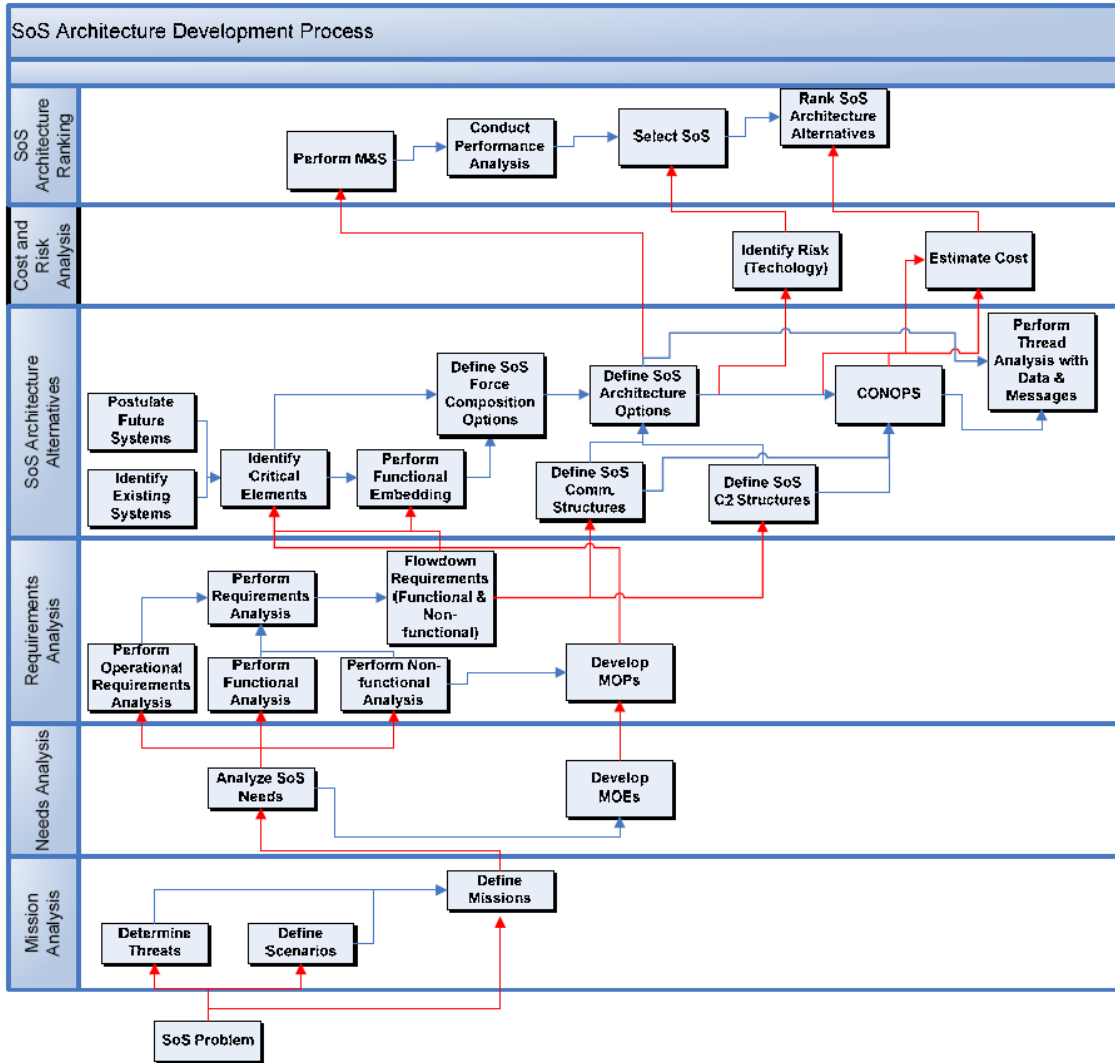 SoS Architecture Development Process
SoS
Architecture
Ranking
Perform M&S
Conduct
Performance
Analysis
Select SoS
Rank SoS
Architecture
Alternatives
Cost and
Risk
Analysis
Identify Risk
(Techology)
Estimate Cost
SoS Architecture
Alternatives
Postulate
Future
Systems
Identify
Existing
Systems
Identify
Critical
Elements
Perform
Functional
Embedding
Define SoS
Force
Composition
Options
Define SoS
Architecture
Options
Define SoS
Comm.
Structures
Define SoS
C2 Structures
CONOPS
Perform
Thread
Analysis with
Data &
Messages
Requirements
Analysis
Perform
Operational
Requirements
Analysis
Perform
Requirements
Analysis
Perform
Functional
Analysis
Perform Non-
functional
Analysis
Flowdown
Requirements
(Functional &
Non-
functional)
Develop
MOPs
Needs Analysis
Analyze SoS
Needs
Develop
MOEs
Mission
Analysis
Determine
Threats
Define
Scenarios
Define
Missions
SoS Problem